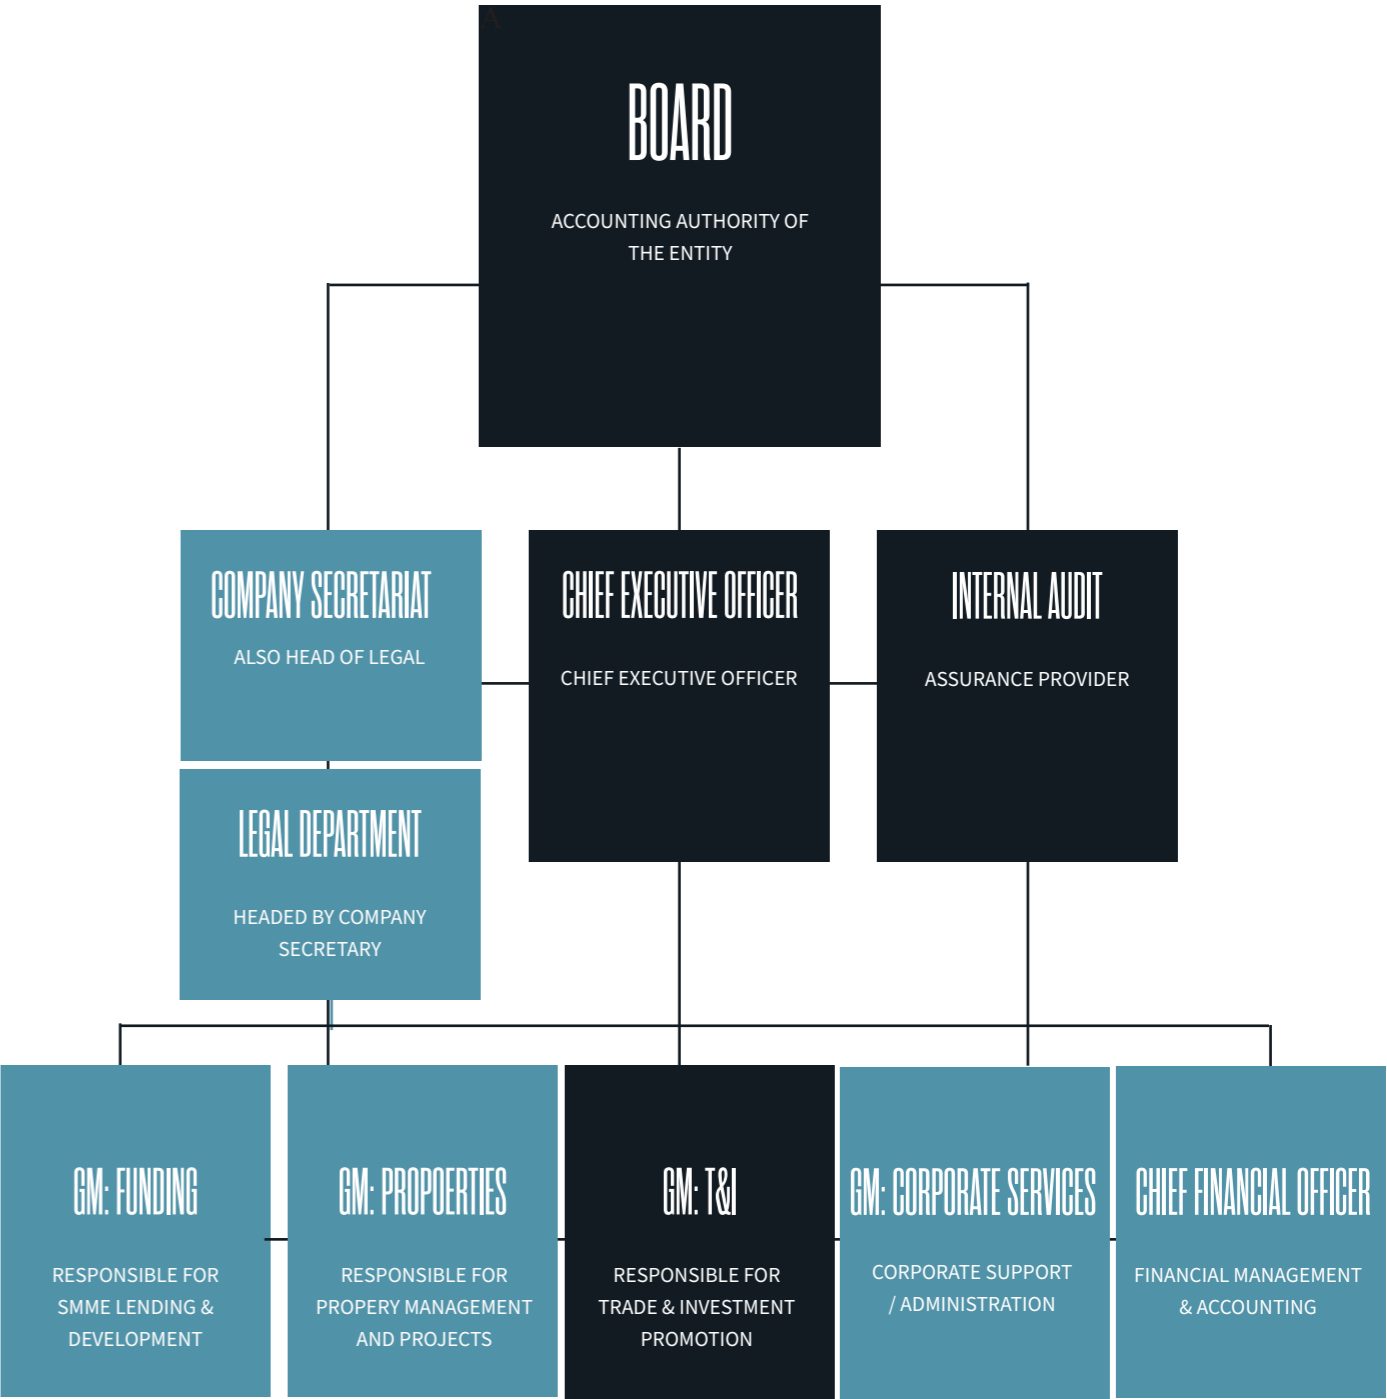 A
BOARD
ACCOUNTING AUTHORITY OF
THE ENTITY
COMPANY SECRETARIAT
ALSO HEAD OF LEGAL
CHIEF EXECUTIVE OFFICER
CHIEF EXECUTIVE OFFICER
INTERNAL AUDIT
ASSURANCE PROVIDER
LEGAL DEPARTMENT
HEADED BY COMPANY
SECRETARY
GM: FUNDING
RESPONSIBLE FOR
SMME LENDING &
DEVELOPMENT
GM: PROPOERTIES
RESPONSIBLE FOR
PROPERY MANAGEMENT
AND PROJECTS
GM: T&I
RESPONSIBLE FOR
TRADE & INVESTMENT
PROMOTION
GM: CORPORATE SERVICES
CORPORATE SUPPORT
/ ADMINISTRATION
CHIEF FINANCIAL OFFICER
FINANCIAL MANAGEMENT
& ACCOUNTING